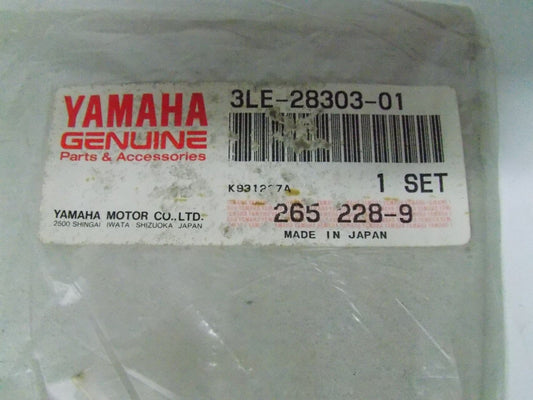 YAMAHA
GENUINE
Parts & Accessories
YAMAHA MOTOR CO.,LTD.
2500 SHINGAI IWATA SHIZUOKA JAPAN
3LE-28303-01
1 SET
265 228-9
MADE IN JAPAN